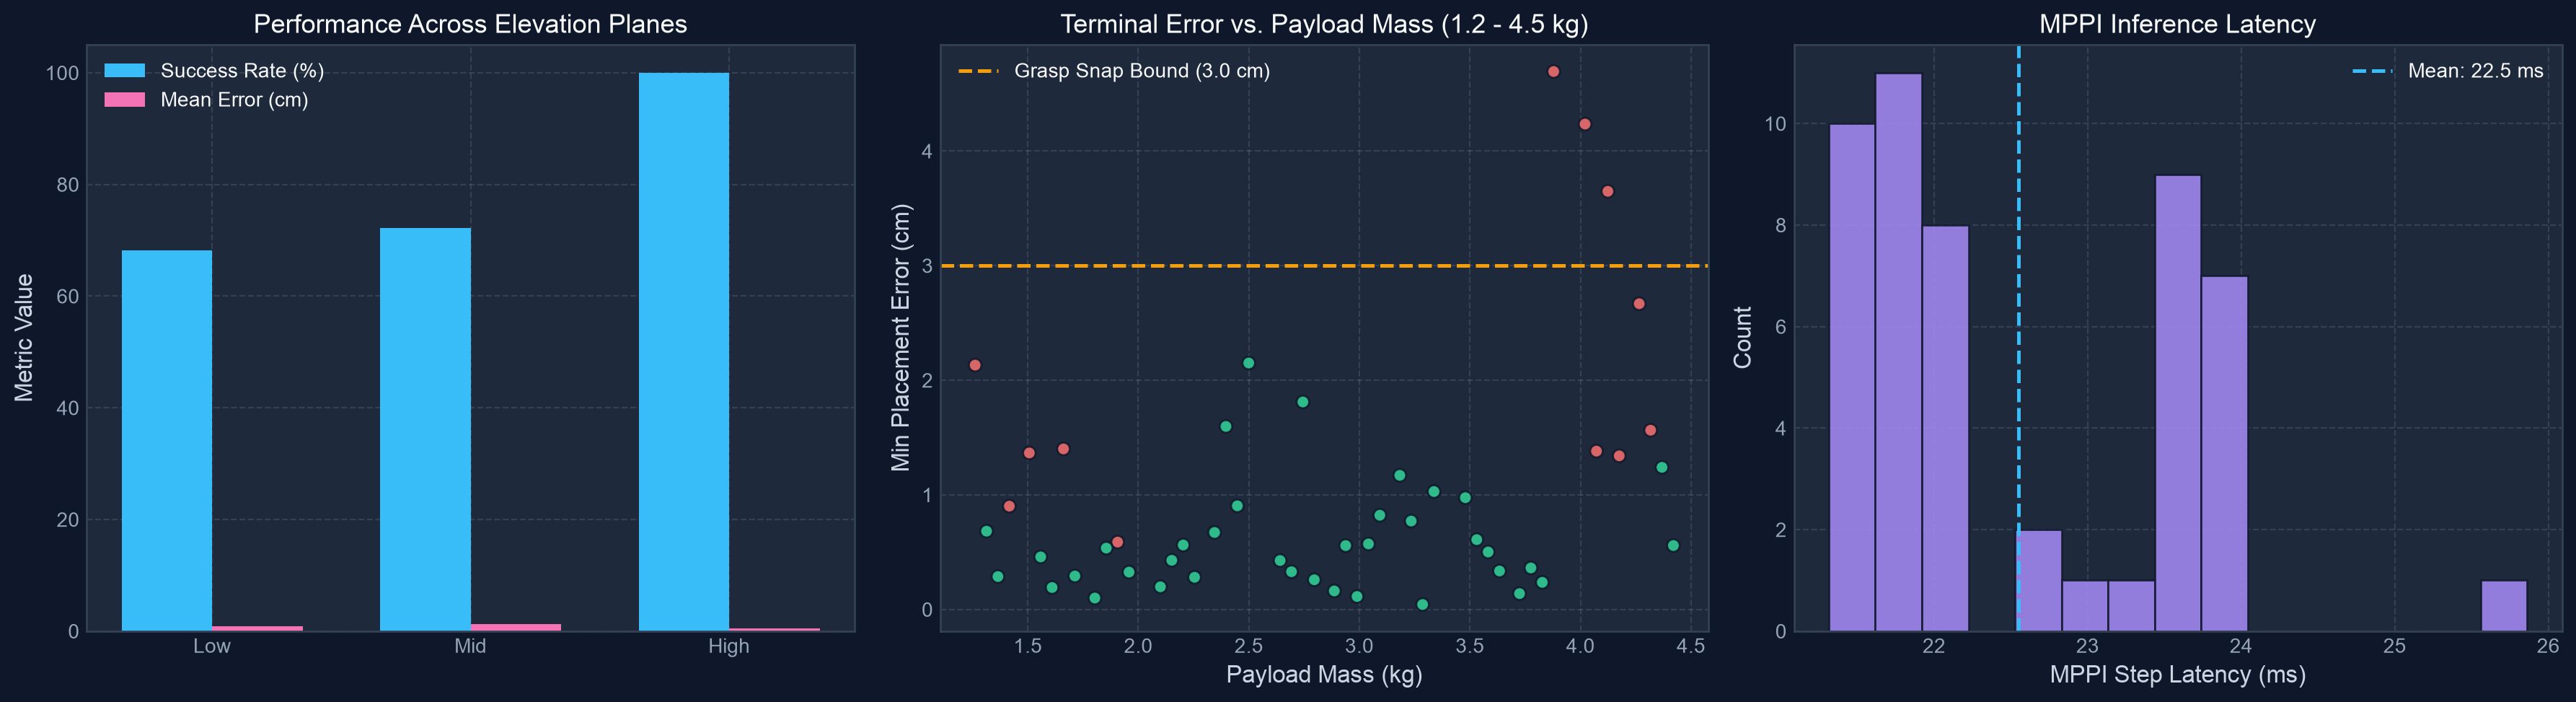 Performance Across Elevation Planes
Success Rate (%)
Mean Error (cm)
Metric Value
100
80
60
40
20
0
Low Mid High
Terminal Error vs. Payload Mass (1.2 - 4.5 kg)
Grasp Snap Bound (3.0 cm)
Min Placement Error (cm)
4
3
2
1
0
1.5 2.0 2.5 3.0 3.5 4.0 4.5
Payload Mass (kg)
MPPI Inference Latency
Mean: 22.5 ms
Count
10
8
6
4
2
0
22 23 24 25 26
MPPI Step Latency (ms)